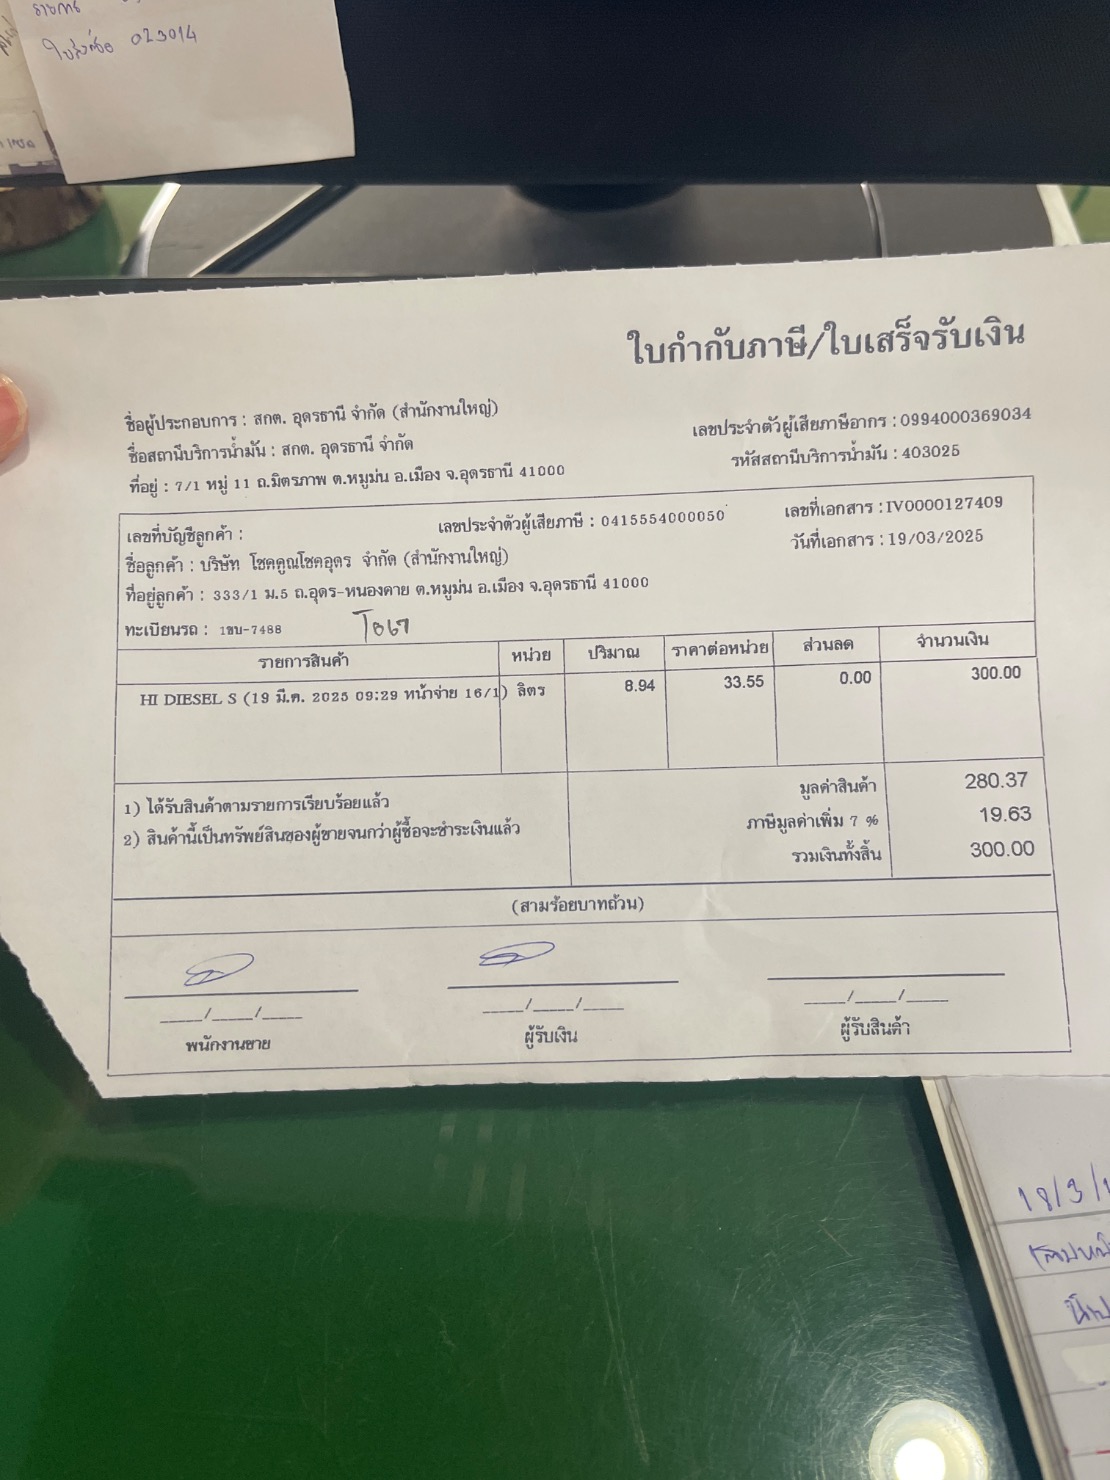 รายการ
ใบสั่งซื้อ 023014
ใบกำกับภาษี/ใบเสร็จรับเงิน
ชื่อผู้ประกอบการ : สกต. อุดรธานี จำกัด (สำนักงานใหญ่)
เลขประจำตัวผู้เสียภาษีอากร : 0994000369034
ชื่อสถานีบริการน้ำมัน : สกต. อุดรธานี จำกัด
รหัสสถานีบริการน้ำมัน : 403025
ที่อยู่ : 7/1 หมู่ 11 ถ.มิตรภาพ ต.หมูม่น อ.เมือง จ.อุดรธานี 41000
เลขที่บัญชีลูกค้า :
เลขประจำตัวผู้เสียภาษี : 0415554000050
เลขที่เอกสาร : IV0000127409
ชื่อลูกค้า : บริษัท โชคคูณโชคอุดร จำกัด (สำนักงานใหญ่)
วันที่เอกสาร : 19/03/2025
ที่อยู่ลูกค้า : 333/1 ม.5 ถ.อุดร-หนองคาย ต.หมูม่น อ.เมือง จ.อุดรธานี 41000
ทะเบียนรถ : 1ขบ-7488
รายการสินค้า หน่วย ปริมาณ ราคาต่อหน่วย ส่วนลด จำนวนเงิน
HI DIESEL S (19 มี.ค. 2025 09:29 หน้าจ่าย 16/1) ลิตร 8.94 33.55 0.00 300.00
1) ได้รับสินค้าตามรายการเรียบร้อยแล้ว
2) สินค้านี้เป็นทรัพย์สินของผู้ขายจนกว่าผู้ซื้อจะชำระเงินแล้ว
มูลค่าสินค้า 280.37
ภาษีมูลค่าเพิ่ม 7 % 19.63
รวมเงินทั้งสิ้น 300.00
(สามร้อยบาทถ้วน)
____/____/____ ____/____/____ ____/____/____
พนักงานขาย ผู้รับเงิน ผู้รับสินค้า
18/3/